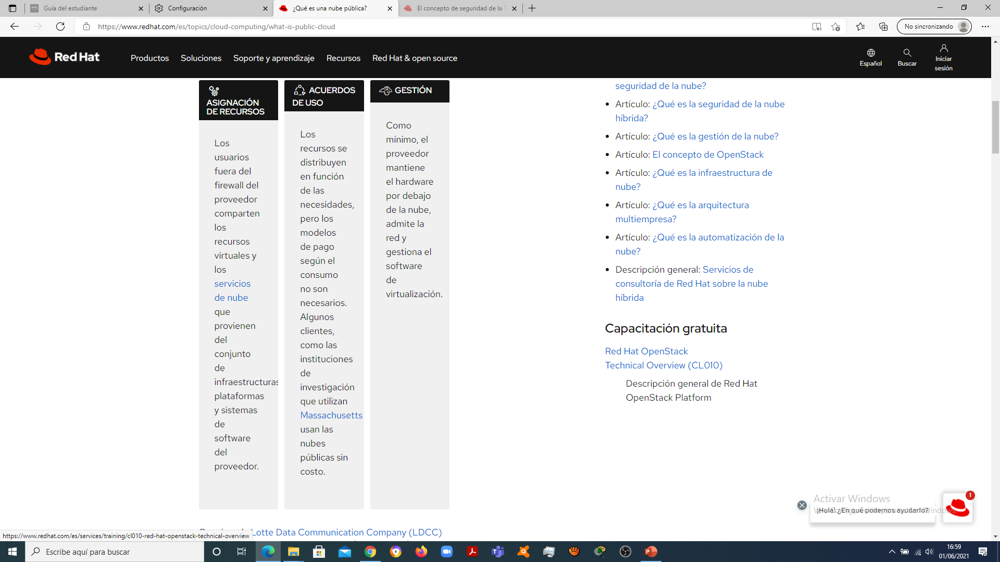 Guía del estudiante
Configuración
¿Qué es una nube pública?
El concepto de seguridad de la T
https://www.redhat.com/es/topics/cloud-computing/what-is-public-cloud
No sincronizando
Red Hat
Productos
Soluciones
Soporte y aprendizaje
Recursos
Red Hat & open source
Español
Buscar
Iniciar
sesión
ASIGNACIÓN
DE RECURSOS
Los
usuarios
fuera del
firewall del
proveedor
comparten
los
recursos
virtuales y
los
servicios
de nube
que
provienen
del
conjunto
de
infraestructuras
plataformas
y sistemas
de
software
del
proveedor.
ACUERDOS
DE USO
Los
recursos se
distribuyen
en función
de las
necesidades,
pero los
modelos
de pago
según el
consumo
no son
necesarios.
Algunos
clientes,
como las
instituciones
de
investigación
que utilizan
Massachusetts
usan las
nubes
públicas sin
costo.
GESTIÓN
Como
mínimo, el
proveedor
mantiene
el hardware
por debajo
de la nube,
admite la
red y
gestiona el
software
de
virtualización.
Lotte Data Communication Company (LDCC)
seguridad de la nube?
• Artículo: ¿Qué es la seguridad de la nube
híbrida?
• Artículo: ¿Qué es la gestión de la nube?
• Artículo: El concepto de OpenStack
• Artículo: ¿Qué es la infraestructura de
nube?
• Artículo: ¿Qué es la arquitectura
multiempresa?
• Artículo: ¿Qué es la automatización de la
nube?
• Descripción general: Servicios de
consultoría de Red Hat sobre la nube
híbrida
Capacitación gratuita
Red Hat OpenStack
Technical Overview (CL010)
Descripción general de Red Hat
OpenStack Platform
Activar Windows
¡Hola! ¿En qué podemos ayudarlo?
1
https://www.redhat.com/es/services/training/cl010-red-hat-openstack-technical-overview
Escribe aquí para buscar
16:59
01/06/2021